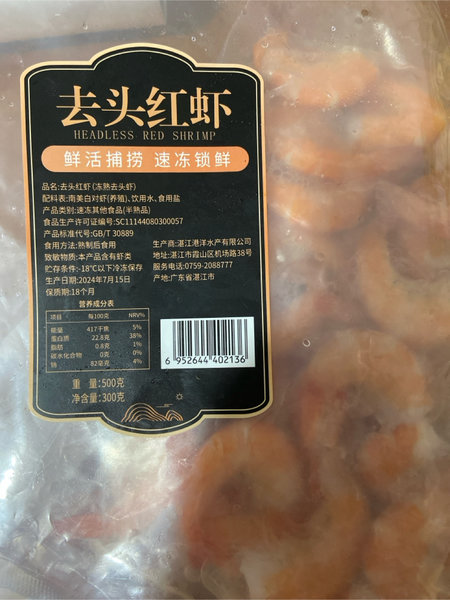 去头红虾
HEADLESS RED SHRIMP
鲜活捕捞 速冻锁鲜
品名:去头红虾(冻熟去头虾)
配料表:南美白对虾(养殖)、饮用水、食用盐
产品类别:速冻其他食品(半熟品)
食品生产许可证编号:SC11144080300057
产品标准代号:GB/T 30889
食用方法:熟制后食用
致敏物质:本产品含有虾类
贮存条件:-18℃以下冷冻保存
生产日期:2024年7月15日
保质期:18个月
生产商:湛江港洋水产有限公司
地址:湛江市霞山区机场路38号
服务电话:0759-2088777
产地:广东省湛江市
营养成分表
项目 每100克 NRV%
能量 417千焦 5%
蛋白质 22.8克 38%
脂肪 0.8克 1%
碳水化合物 0克 0%
钠 82毫克 4%
6 952644 402136
重 量:500克
净含量:300克